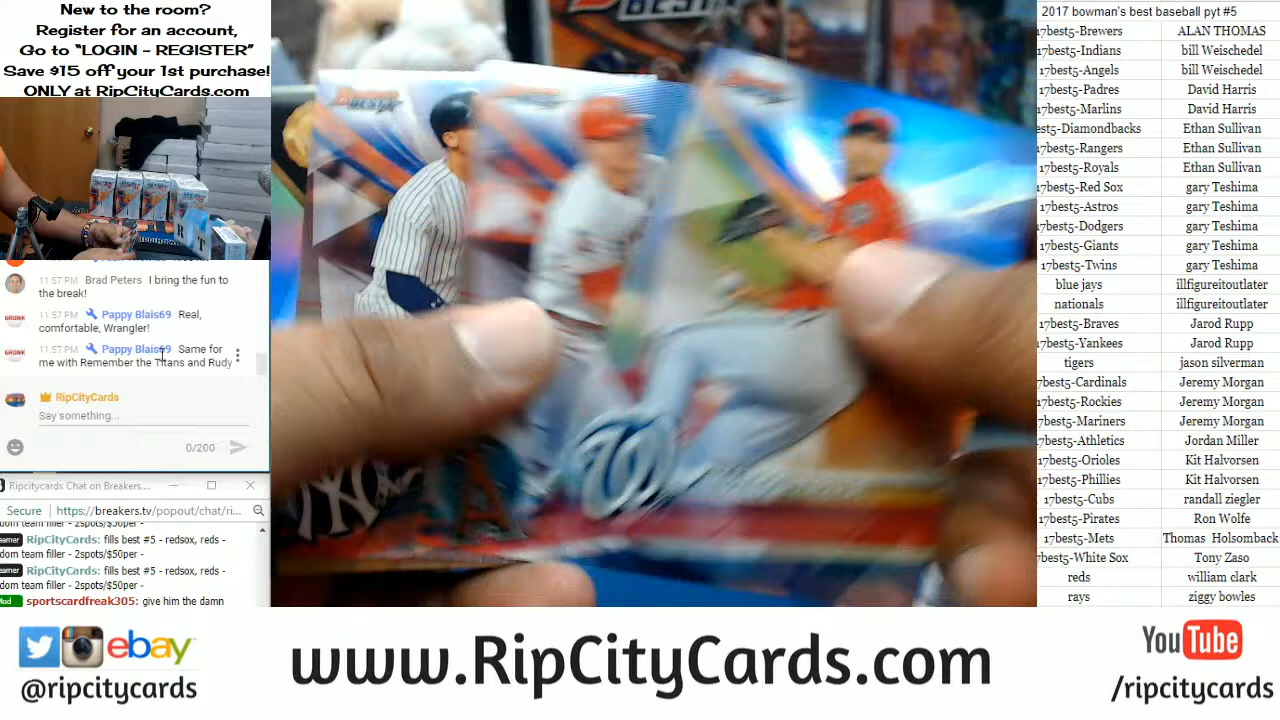 New to the room?
Register for an account,
Go to “LOGIN - REGISTER”
Save $15 off your 1st purchase!
ONLY at RipCityCards.com
11:57 PM Brad Peters I bring the fun to
the break!
11:57 PM Pappy Blais69 Real,
comfortable, Wrangler!
11:57 PM Pappy Blais69 Same for
me with Remember the Titans and Rudy
RipCityCards
Say something...
0/200
Ripcitycards Chat on Breakers....
Secure https://breakers.tv/popout/chat/ri...
dom team filler - 2spots/$50per -
RipCityCards: fills best #5 - redsox, reds -
dom team filler - 2spots/$50per -
RipCityCards: fills best #5 - redsox, reds -
dom team filler - 2spots/$50per -
Mod sportscardfreak305: give him the damn
2017 bowman's best baseball pyt #5
17best5-Brewers ALAN THOMAS
17best5-Indians bill Weischedel
17best5-Angels bill Weischedel
17best5-Padres David Harris
17best5-Marlins David Harris
est5-Diamondbacks Ethan Sullivan
17best5-Rangers Ethan Sullivan
17best5-Royals Ethan Sullivan
17best5-Red Sox gary Teshima
17best5-Astros gary Teshima
17best5-Dodgers gary Teshima
17best5-Giants gary Teshima
17best5-Twins gary Teshima
blue jays illfigureitoutlater
nationals illfigureitoutlater
17best5-Braves Jarod Rupp
17best5-Yankees Jarod Rupp
tigers jason silverman
7best5-Cardinals Jeremy Morgan
17best5-Rockies Jeremy Morgan
7best5-Mariners Jeremy Morgan
7best5-Athletics Jordan Miller
17best5-Orioles Kit Halvorsen
17best5-Phillies Kit Halvorsen
17best5-Cubs randall ziegler
17best5-Pirates Ron Wolfe
17best5-Mets Thomas Holsomback
7best5-White Sox Tony Zaso
reds william clark
rays ziggy bowles
ebay
@ripcitycards
www.RipCityCards.com
YouTube
/ripcitycards